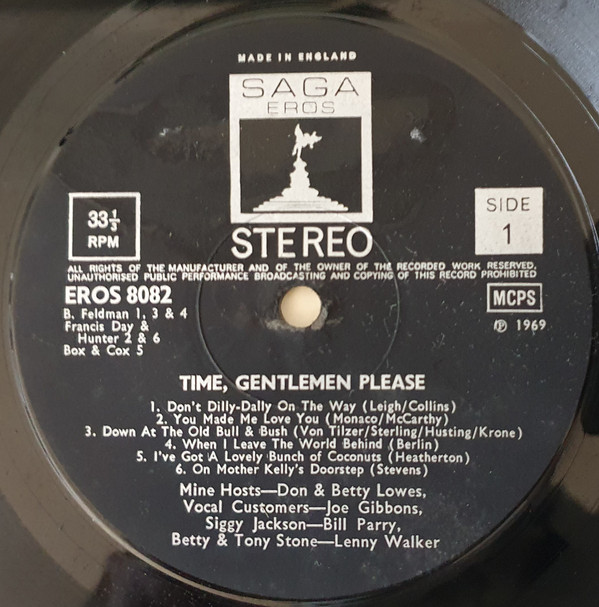 MADE IN ENGLAND
SAGA
EROS
33⅓
RPM
SIDE
1
STEREO
ALL RIGHTS OF THE MANUFACTURER AND OF THE OWNER OF THE RECORDED WORK RESERVED.
UNAUTHORISED PUBLIC PERFORMANCE BROADCASTING AND COPYING OF THIS RECORD PROHIBITED
EROS 8082
MCPS
B. Feldman 1, 3 & 4
Francis Day &
Hunter 2 & 6
Box & Cox 5
℗ 1969
TIME, GENTLEMEN PLEASE
1. Don't Dilly-Dally On The Way (Leigh/Collins)
2. You Made Me Love You (Monaco/McCarthy)
3. Down At The Old Bull & Bush (Von Tilzer/Sterling/Husting/Krone)
4. When I Leave The World Behind (Berlin)
5. I've Got A Lovely Bunch of Coconuts (Heatherton)
6. On Mother Kelly's Doorstep (Stevens)
Mine Hosts—Don & Betty Lowes,
Vocal Customers—Joe Gibbons,
Siggy Jackson—Bill Parry,
Betty & Tony Stone—Lenny Walker